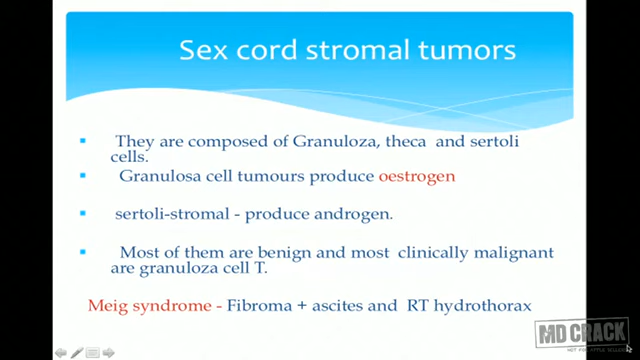 Sex cord stromal tumors
They are composed of Granuloza, theca and sertoli
cells.
Granulosa cell tumours produce oestrogen
sertoli-stromal - produce androgen.
Most of them are benign and most clinically malignant
are granuloza cell T.
Meig syndrome - Fibroma + ascites and RT hydrothorax
MD CRACK